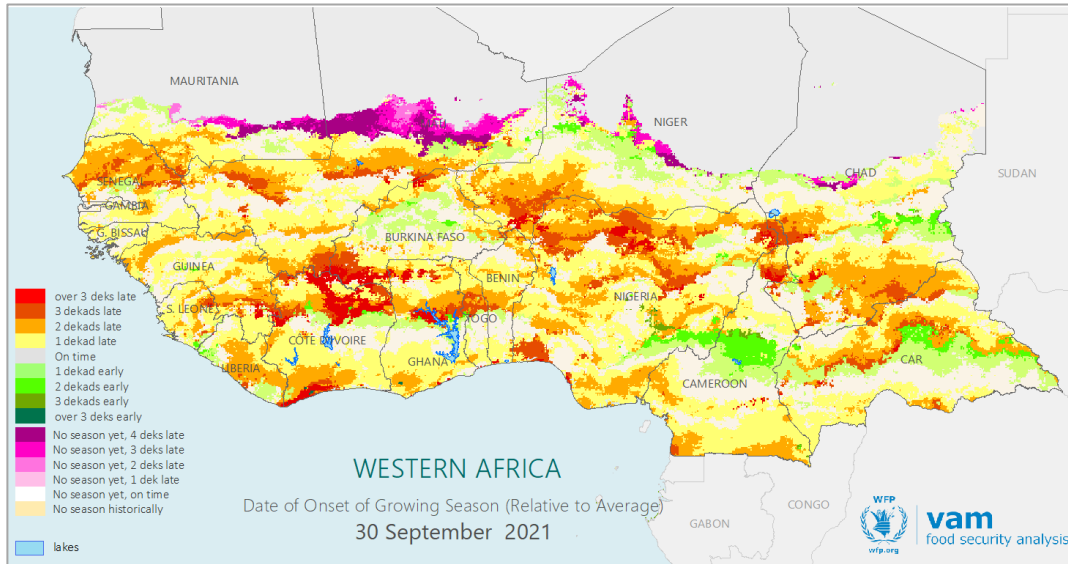 MAURITANIA
NIGER
CHAD
SUDAN
SENEGAL
GAMBIA
G. BISSAU
BURKINA FASO
GUINEA
BENIN
NIGERIA
S. LEONE
TOGO
COTE D'IVOIRE
GHANA
LIBERIA
CAMEROON
CAR
over 3 deks late
3 dekads late
2 dekads late
1 dekad late
On time
1 dekad early
2 dekads early
3 dekads early
over 3 deks early
No season yet, 4 deks late
No season yet, 3 deks late
No season yet, 2 deks late
No season yet, 1 dek late
No season yet, on time
No season historically
lakes
WESTERN AFRICA
Date of Onset of Growing Season (Relative to Average)
30 September 2021
GABON
CONGO
WFP
wfp.org
vam
food security analysis